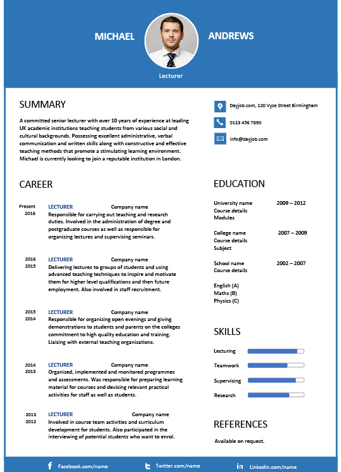 MICHAEL ANDREWS
Lecturer
SUMMARY
A committed senior lecturer with over 10 years of experience at leading
UK academic institutions teaching students from various social and
cultural backgrounds. Possessing excellent administrative, verbal
communication and written skills along with constructive and effective
teaching methods that promote a stimulating learning environment.
Michael is currently looking to join a reputable institution in London.
Dayjob.com, 120 Vyse Street Birmingham
0123 456 7890
info@dayjob.com
CAREER
Present
2016
LECTURER Company name
Responsible for carrying out teaching and research
duties. Involved in the administration of degree and
postgraduate courses as well as responsible for
organizing lectures and supervising seminars.
2016
2015
LECTURER Company name
Delivering lectures to groups of students and using
advanced teaching techniques to inspire and motivate
them for higher level qualifications and then future
employment. Also involved in staff recruitment.
2015
2014
LECTURER Company name
Responsible for organizing open evenings and giving
demonstrations to students and parents on the colleges
commitment to high quality education and training.
Liaising with external teaching organisations.
2014
2013
LECTURER Company name
Organized, implemented and monitored programmes
and assessments. Was responsible for preparing learning
material for courses and devising relevant practical
activities for staff as well as students.
2013
2012
LECTURER Company name
Involved in course team activities and curriculum
development for students. Also participated in the
interviewing of potential students who want to enrol.
EDUCATION
University name 2009 – 2012
Course details
Modules
College name 2007 – 2009
Course details
Subject
School name 2002 – 2007
Course details
English (A)
Maths (B)
Physics (C)
SKILLS
Lecturing
Teamwork
Supervising
Research
REFERENCES
Available on request.
Facebook.com/name
Twitter.com/name
Linkedin.com/name